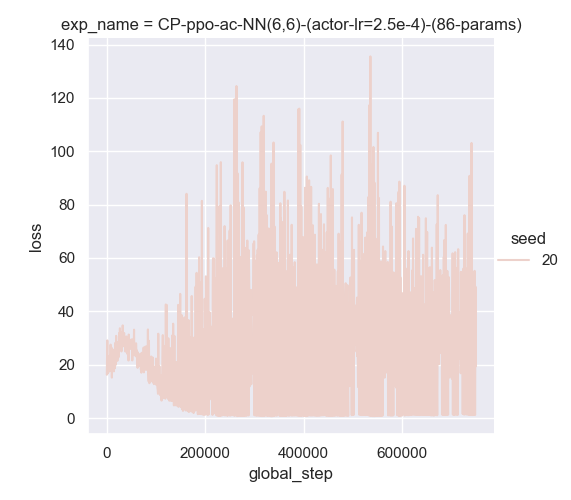 exp_name = CP-ppo-ac-NN(6,6)-(actor-lr=2.5e-4)-(86-params)
140
120
100
80
60
40
20
0
loss
0 200000 400000 600000
global_step
seed
20